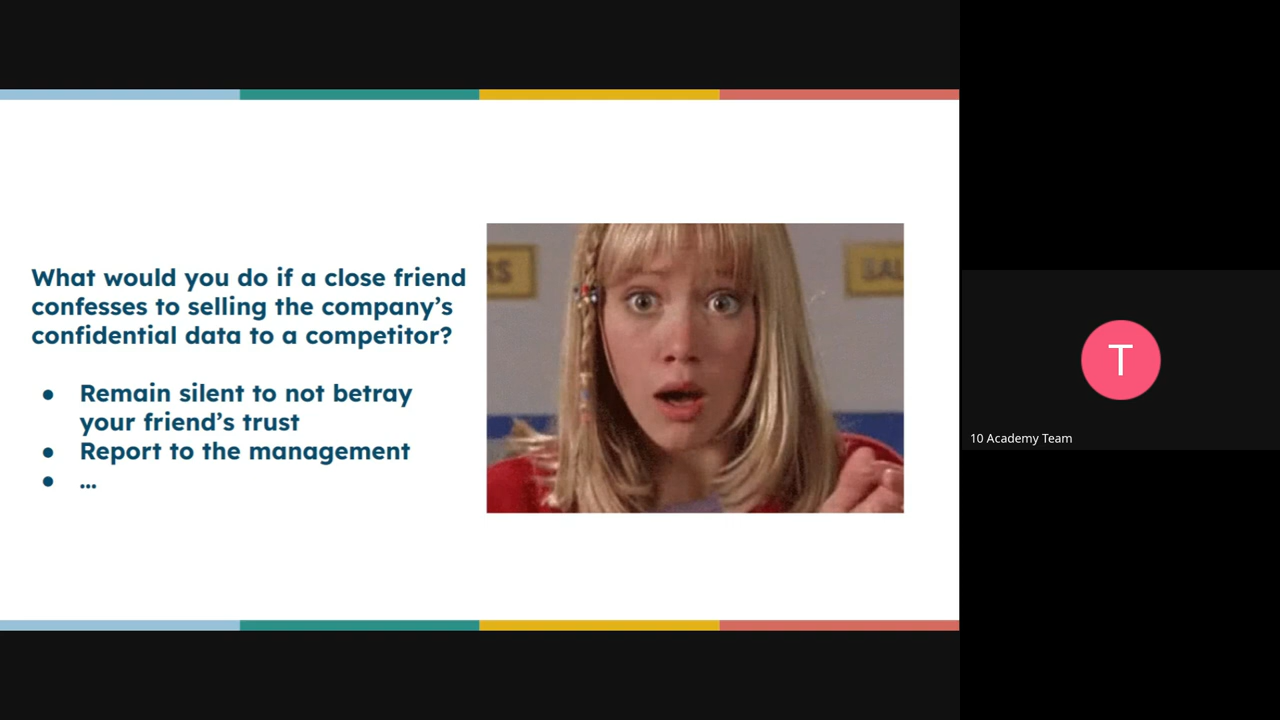 What would you do if a close friend
confesses to selling the company’s
confidential data to a competitor?
● Remain silent to not betray
your friend’s trust
● Report to the management
● ...
T
10 Academy Team